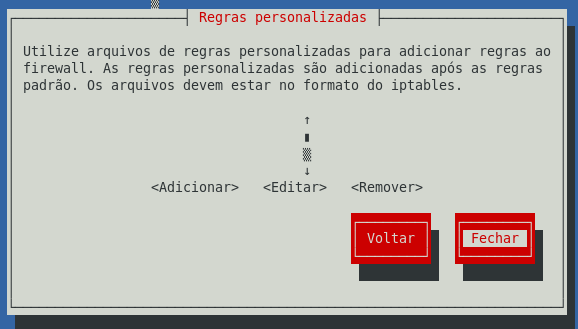 Regras personalizadas
Utilize arquivos de regras personalizadas para adicionar regras ao
firewall. As regras personalizadas são adicionadas após as regras
padrão. Os arquivos devem estar no formato do iptables.
↑
↓
<Adicionar> <Editar> <Remover>
Voltar Fechar